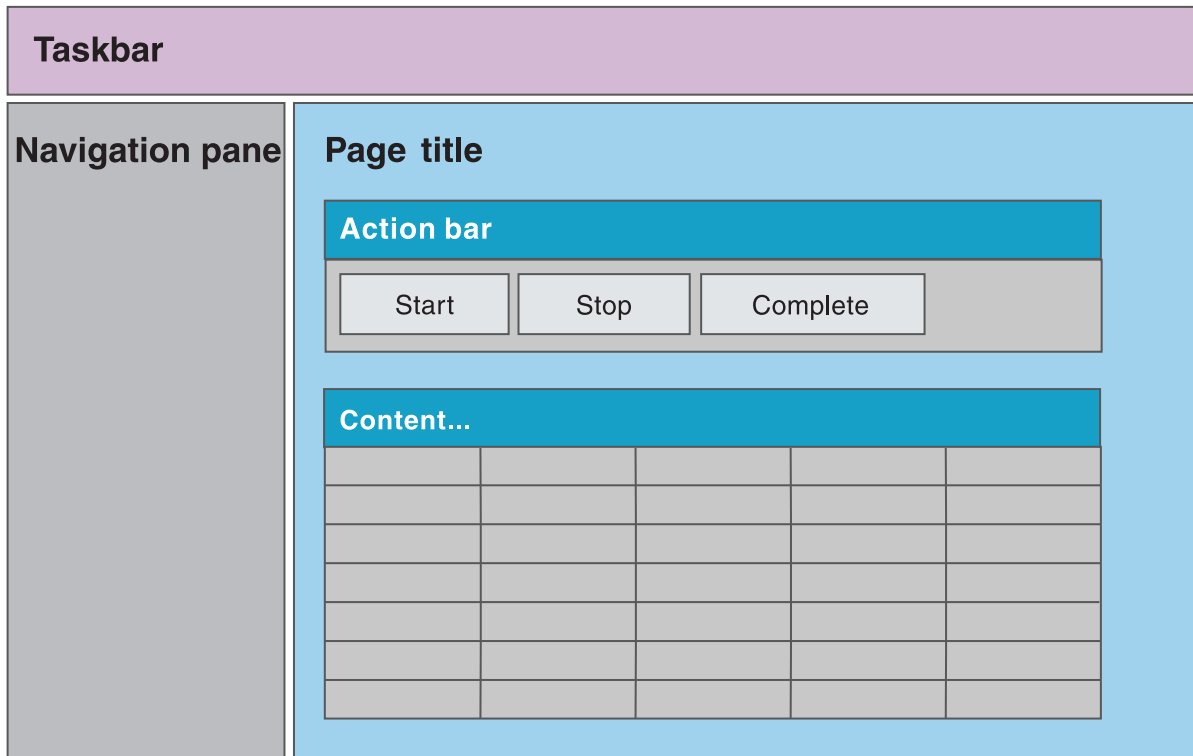 Taskbar
Navigation pane
Page title
Action bar
Start
Stop
Complete
Content...